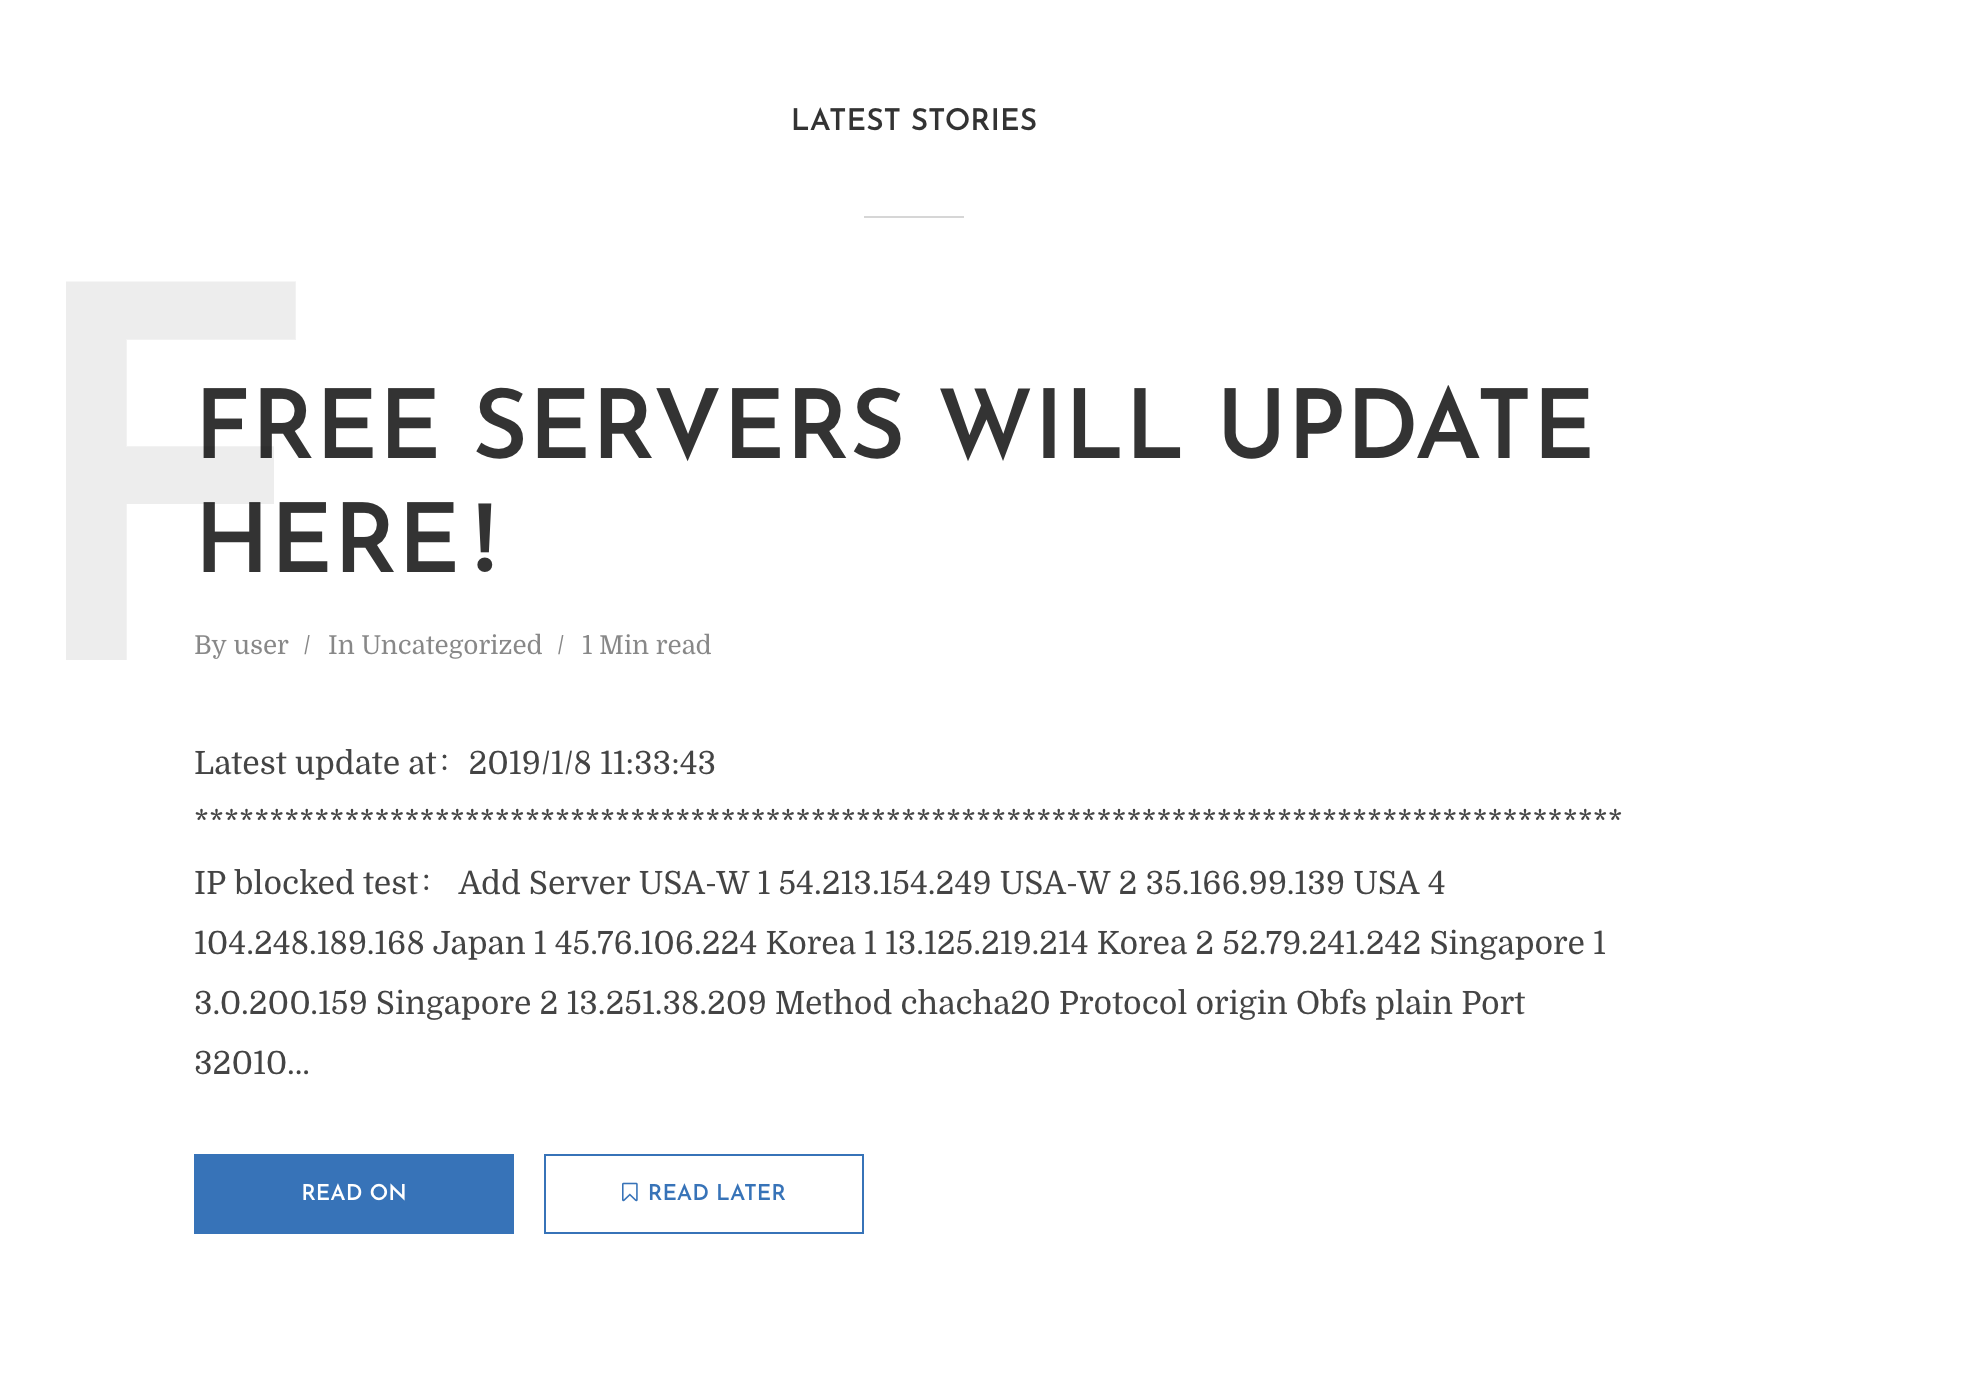 LATEST STORIES
F
FREE SERVERS WILL UPDATE
HERE！
By user / In Uncategorized / 1 Min read
Latest update at： 2019/1/8 11:33:43
***********************************************************************************************
IP blocked test： Add Server USA-W 1 54.213.154.249 USA-W 2 35.166.99.139 USA 4
104.248.189.168 Japan 1 45.76.106.224 Korea 1 13.125.219.214 Korea 2 52.79.241.242 Singapore 1
3.0.200.159 Singapore 2 13.251.38.209 Method chacha20 Protocol origin Obfs plain Port
32010...
READ ON
READ LATER